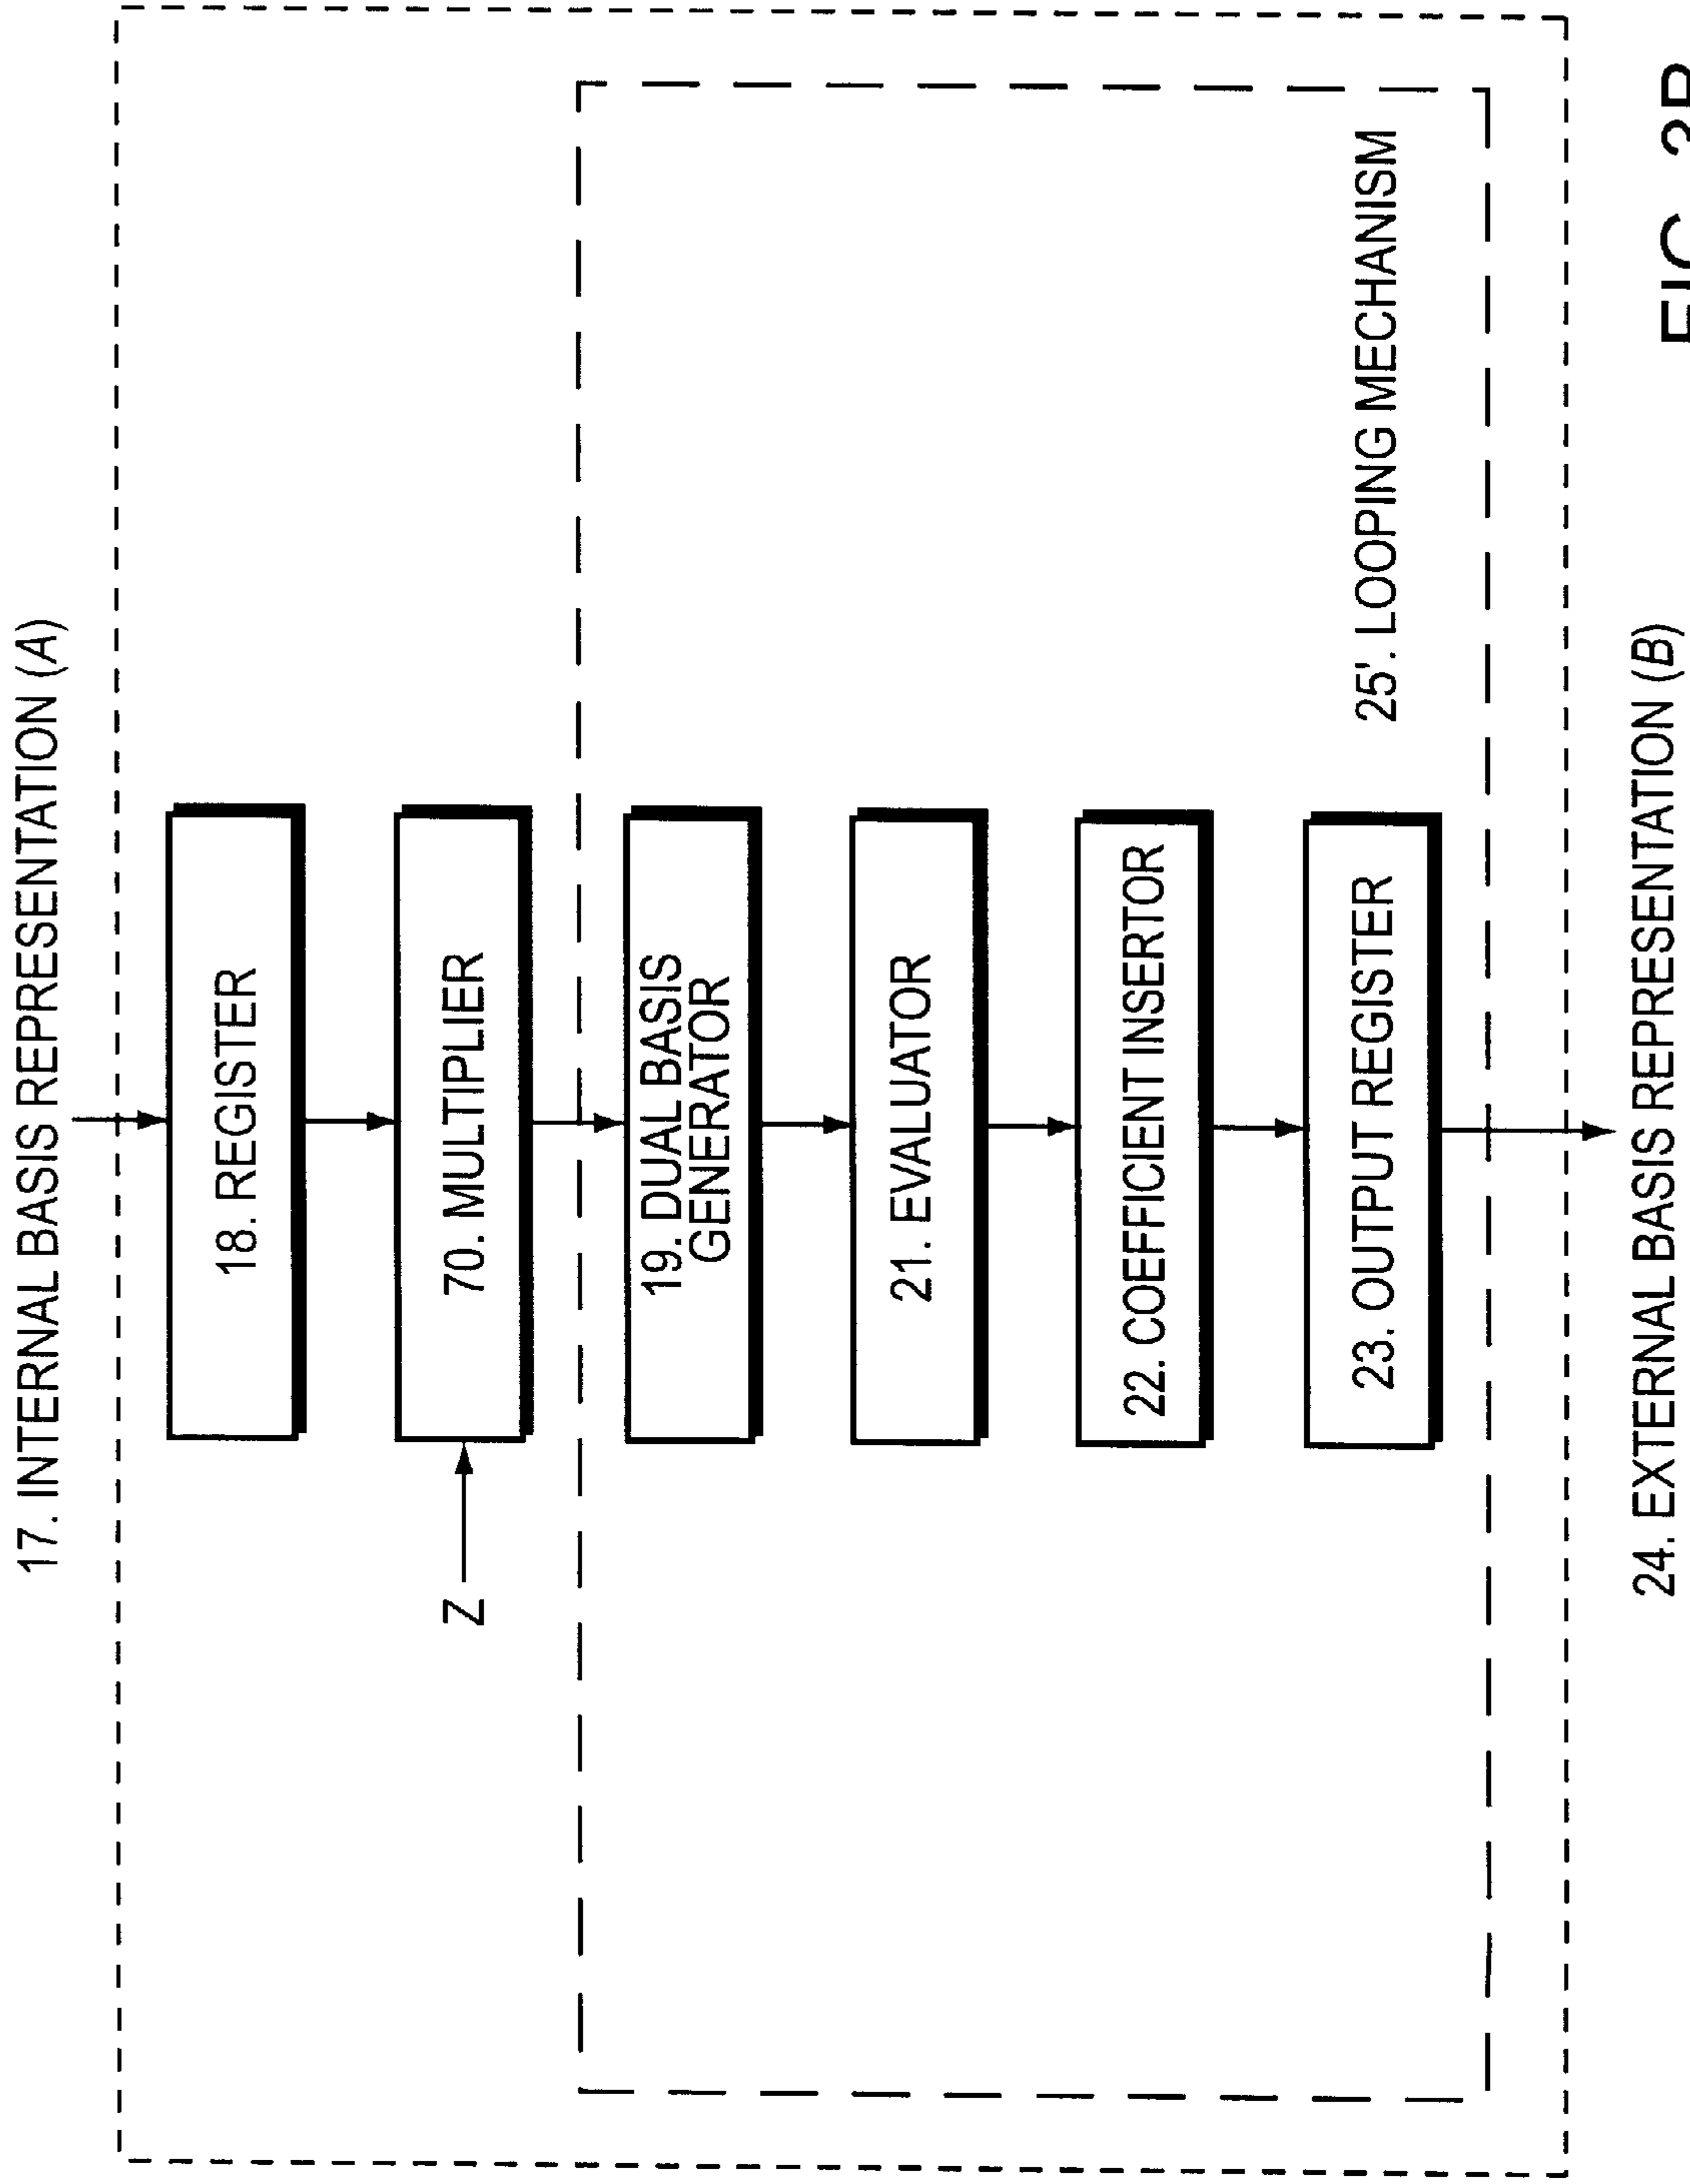 17. INTERNAL BASIS REPRESENTATION (A)
18. REGISTER
Z
70. MULTIPLIER
19. DUAL BASIS
GENERATOR
21. EVALUATOR
22. COEFFICIENT INSERTOR
23. OUTPUT REGISTER
25'. LOOPING MECHANISM
24. EXTERNAL BASIS REPRESENTATION (B)